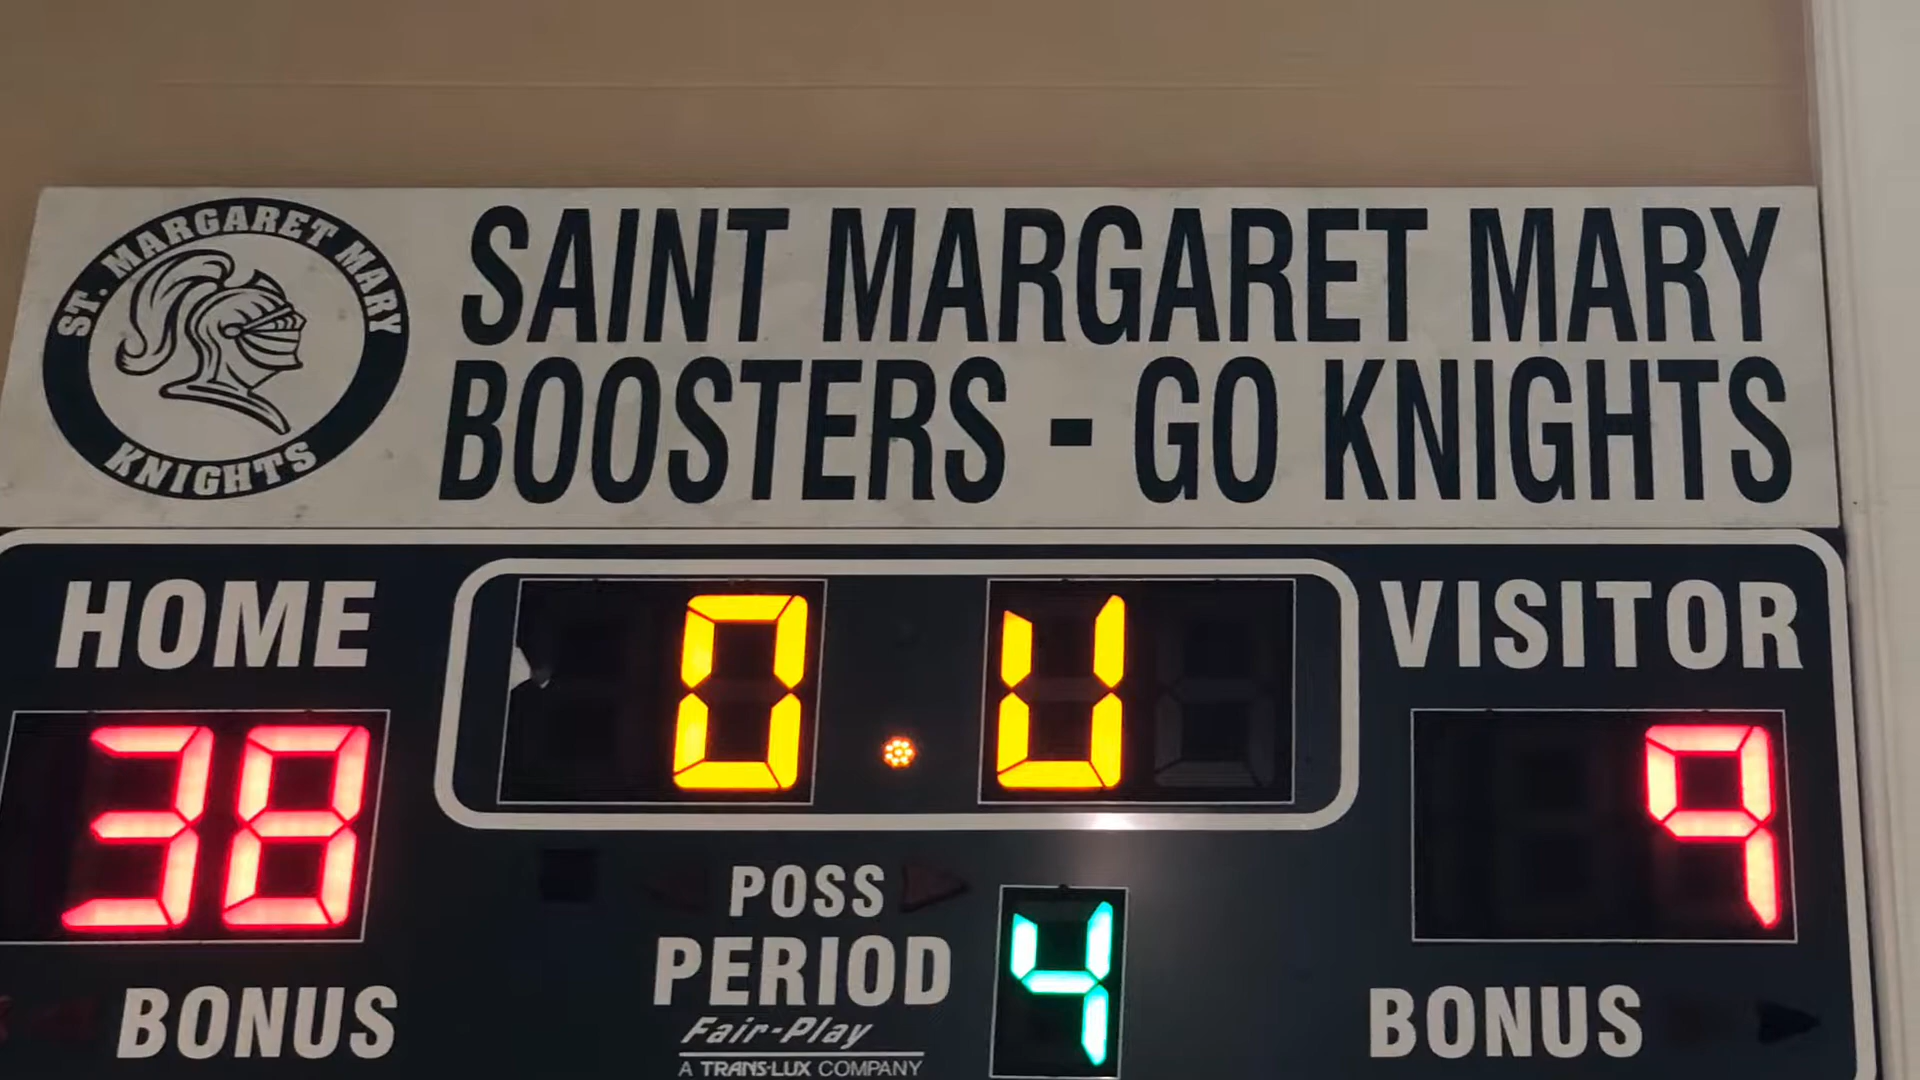 ST. MARGARET MARY
KNIGHTS
SAINT MARGARET MARY
BOOSTERS - GO KNIGHTS
HOME
VISITOR
38
0.0
9
POSS
PERIOD
4
BONUS
BONUS
Fair-Play
A TRANS-LUX COMPANY